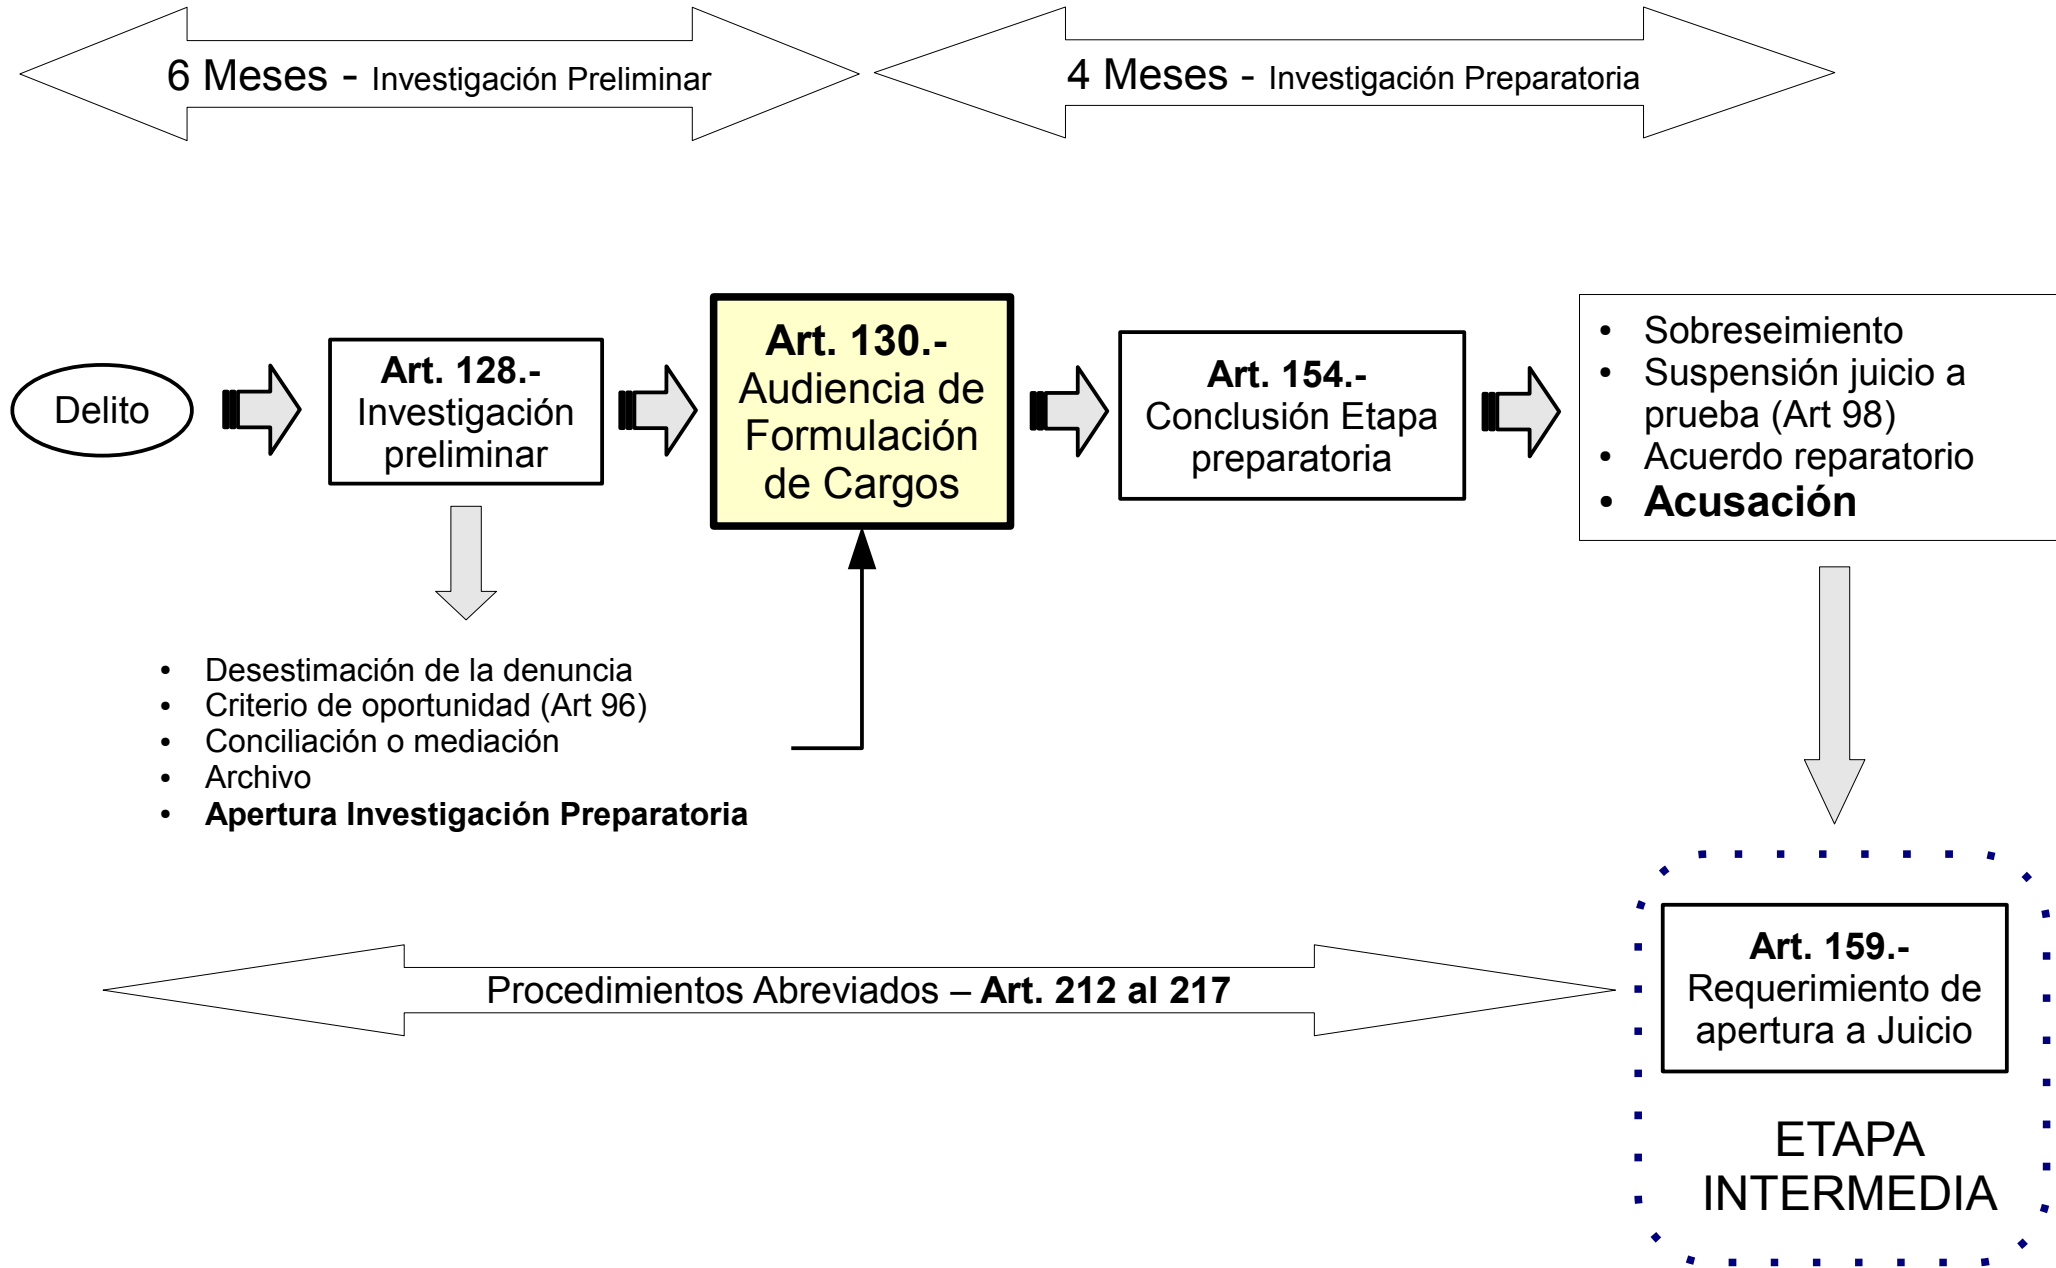 6 Meses - Investigación Preliminar
4 Meses - Investigación Preparatoria
Delito
Art. 128.-
Investigación
preliminar
Art. 130.-
Audiencia de
Formulación
de Cargos
Art. 154.-
Conclusión Etapa
preparatoria
• Sobreseimiento
• Suspensión juicio a
prueba (Art 98)
• Acuerdo reparatorio
• Acusación
• Desestimación de la denuncia
• Criterio de oportunidad (Art 96)
• Conciliación o mediación
• Archivo
• Apertura Investigación Preparatoria
Procedimientos Abreviados – Art. 212 al 217
Art. 159.-
Requerimiento de
apertura a Juicio
ETAPA
INTERMEDIA